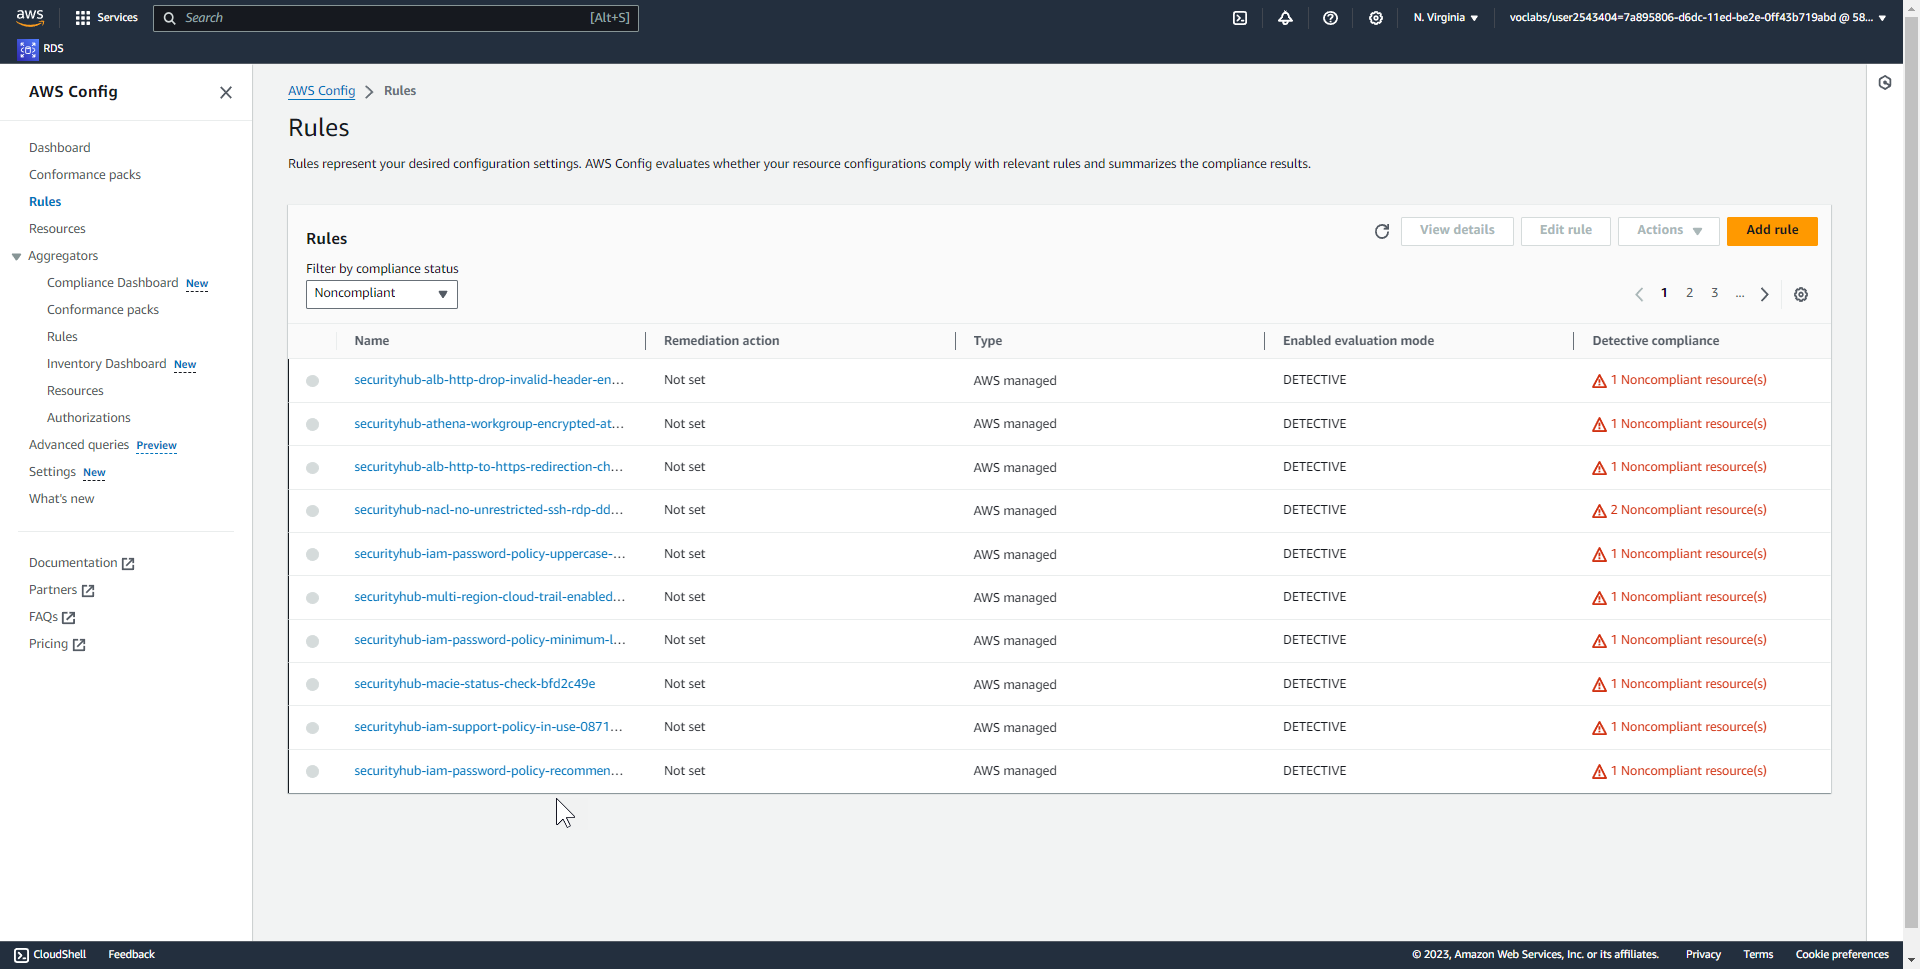 aws
Services
Search
[Alt+S]
N. Virginia
voclabs/user2543404=7a895806-d6dc-11ed-be2e-0ff43b719abd @ 58...
RDS
AWS Config
Dashboard
Conformance packs
Rules
Resources
Aggregators
Compliance Dashboard New
Conformance packs
Rules
Inventory Dashboard New
Resources
Authorizations
Advanced queries Preview
Settings New
What's new
Documentation
Partners
FAQs
Pricing
AWS Config > Rules
Rules
Rules represent your desired configuration settings. AWS Config evaluates whether your resource configurations comply with relevant rules and summarizes the compliance results.
Rules
View details
Edit rule
Actions
Add rule
Filter by compliance status
Noncompliant
1 2 3 ...
Name Remediation action Type Enabled evaluation mode Detective compliance
securityhub-alb-http-drop-invalid-header-en... Not set AWS managed DETECTIVE 1 Noncompliant resource(s)
securityhub-athena-workgroup-encrypted-at... Not set AWS managed DETECTIVE 1 Noncompliant resource(s)
securityhub-alb-http-to-https-redirection-ch... Not set AWS managed DETECTIVE 1 Noncompliant resource(s)
securityhub-nacl-no-unrestricted-ssh-rdp-dd... Not set AWS managed DETECTIVE 2 Noncompliant resource(s)
securityhub-iam-password-policy-uppercase-... Not set AWS managed DETECTIVE 1 Noncompliant resource(s)
securityhub-multi-region-cloud-trail-enabled... Not set AWS managed DETECTIVE 1 Noncompliant resource(s)
securityhub-iam-password-policy-minimum-l... Not set AWS managed DETECTIVE 1 Noncompliant resource(s)
securityhub-macie-status-check-bfd2c49e Not set AWS managed DETECTIVE 1 Noncompliant resource(s)
securityhub-iam-support-policy-in-use-0871... Not set AWS managed DETECTIVE 1 Noncompliant resource(s)
securityhub-iam-password-policy-recommen... Not set AWS managed DETECTIVE 1 Noncompliant resource(s)
CloudShell
Feedback
© 2023, Amazon Web Services, Inc. or its affiliates.
Privacy
Terms
Cookie preferences